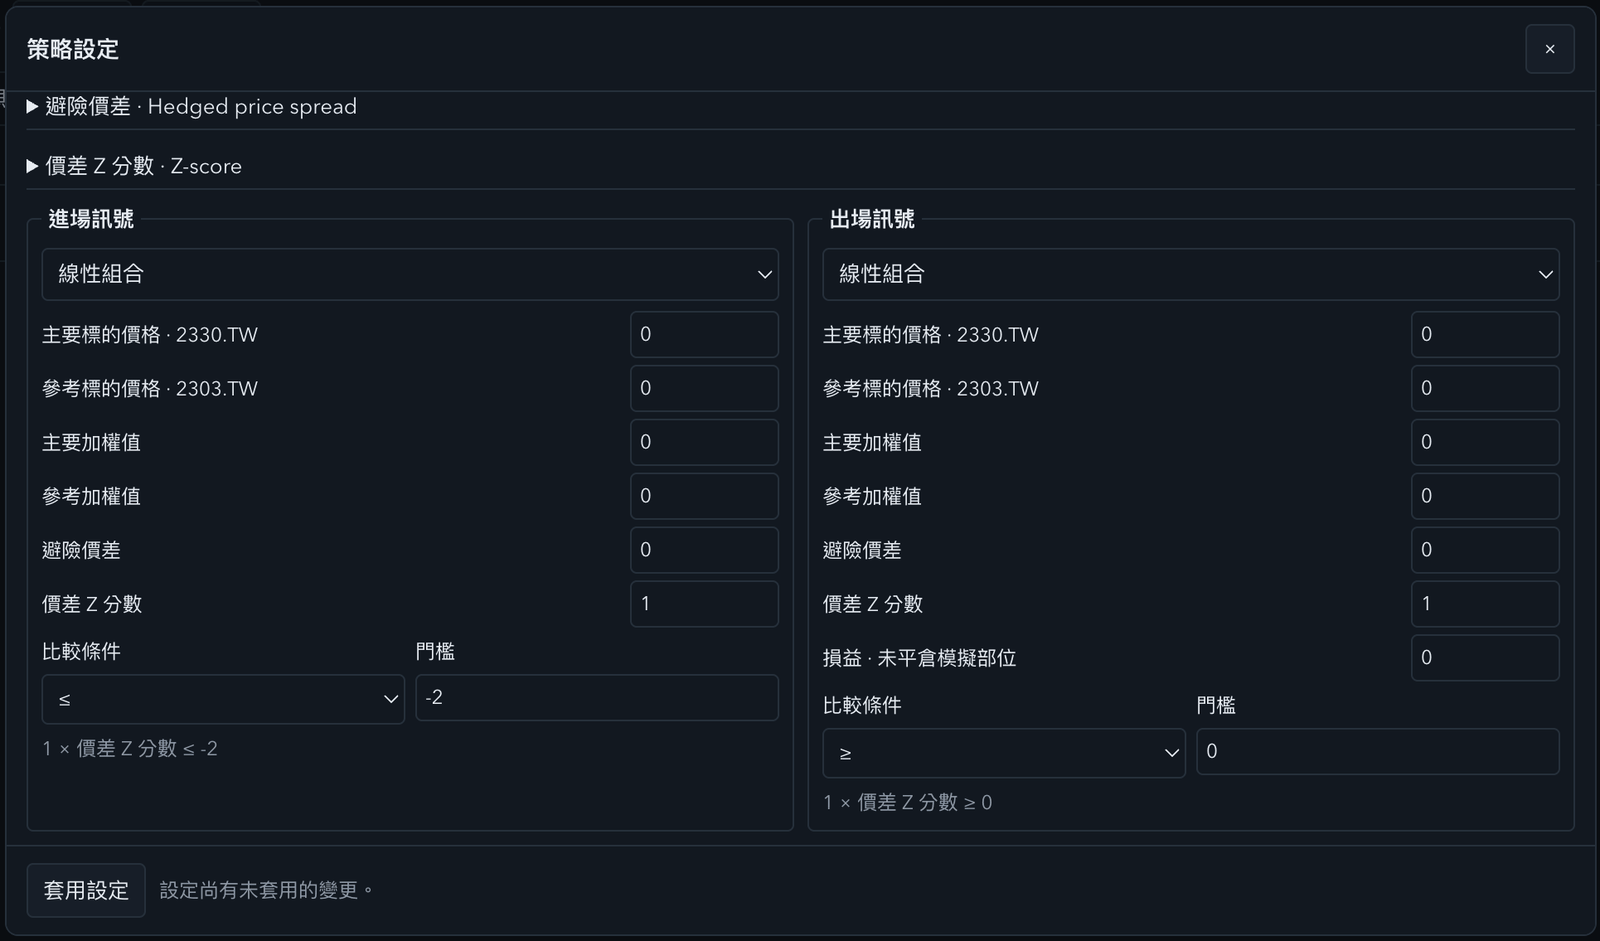 策略設定
×
▶ 避險價差 · Hedged price spread
▶ 價差 Z 分數 · Z-score
進場訊號
線性組合
主要標的價格 · 2330.TW 0
參考標的價格 · 2303.TW 0
主要加權值 0
參考加權值 0
避險價差 0
價差 Z 分數 1
比較條件 門檻
≤ -2
1 × 價差 Z 分數 ≤ -2
出場訊號
線性組合
主要標的價格 · 2330.TW 0
參考標的價格 · 2303.TW 0
主要加權值 0
參考加權值 0
避險價差 0
價差 Z 分數 1
損益 · 未平倉模擬部位 0
比較條件 門檻
≥ 0
1 × 價差 Z 分數 ≥ 0
套用設定 設定尚有未套用的變更。